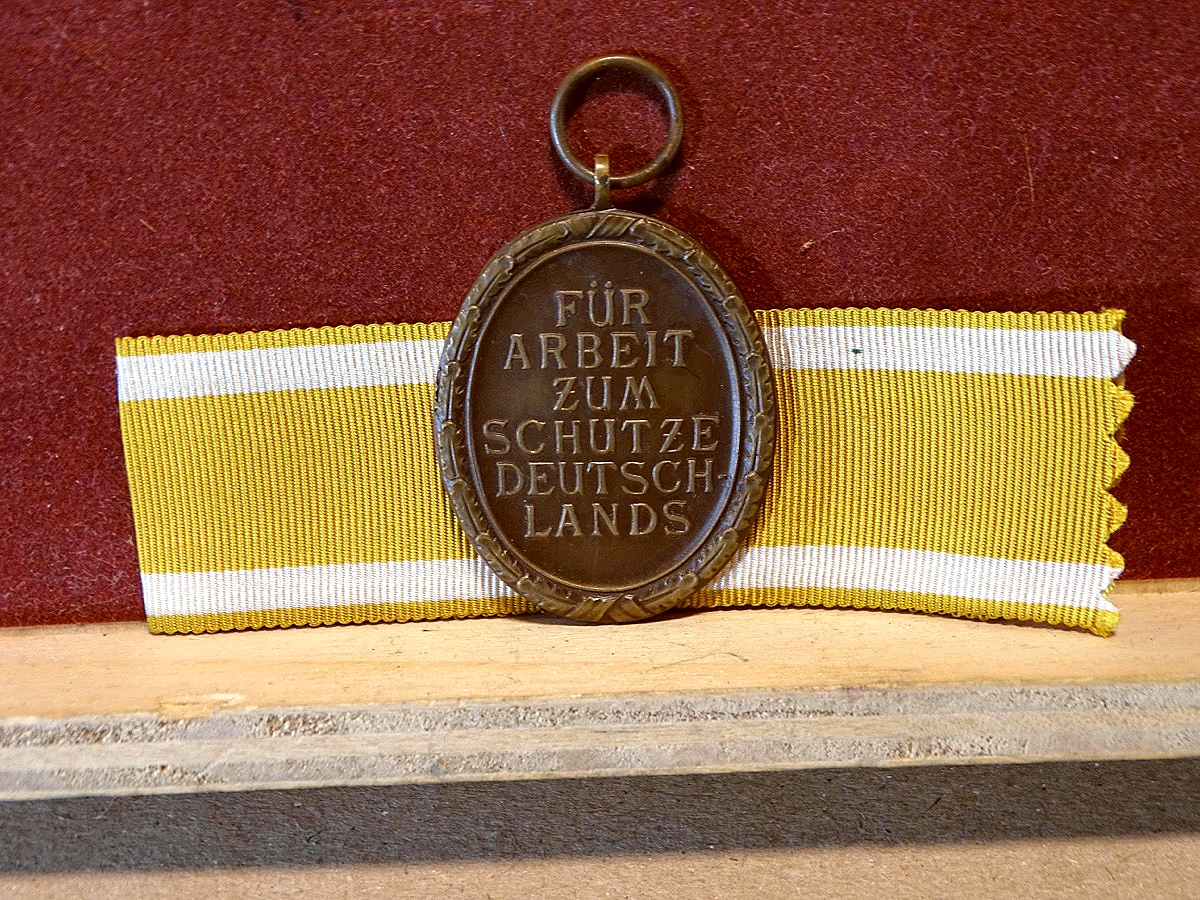 FÜR
ARBEIT
ZUM
SCHUTZE
DEUTSCH-
LANDS